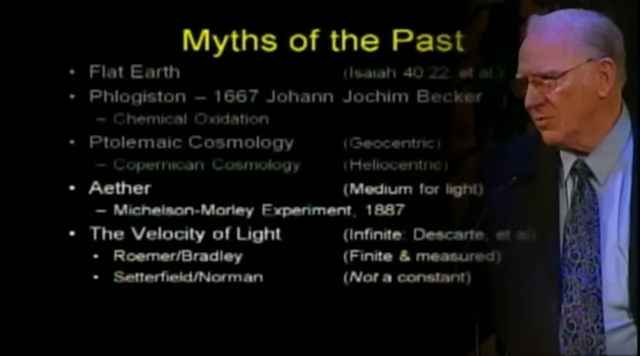 Myths of the Past
• Flat Earth (Isaiah 40:22, et al.)
• Phlogiston – 1667 Johann Jochim Becker
– Chemical Oxidation
• Ptolemaic Cosmology (Geocentric)
– Copernican Cosmology (Heliocentric)
• Aether (Medium for light)
– Michelson-Morley Experiment, 1887
• The Velocity of Light (Infinite: Descarte, et al)
• Roemer/Bradley (Finite & measured)
• Setterfield/Norman (Not a constant)